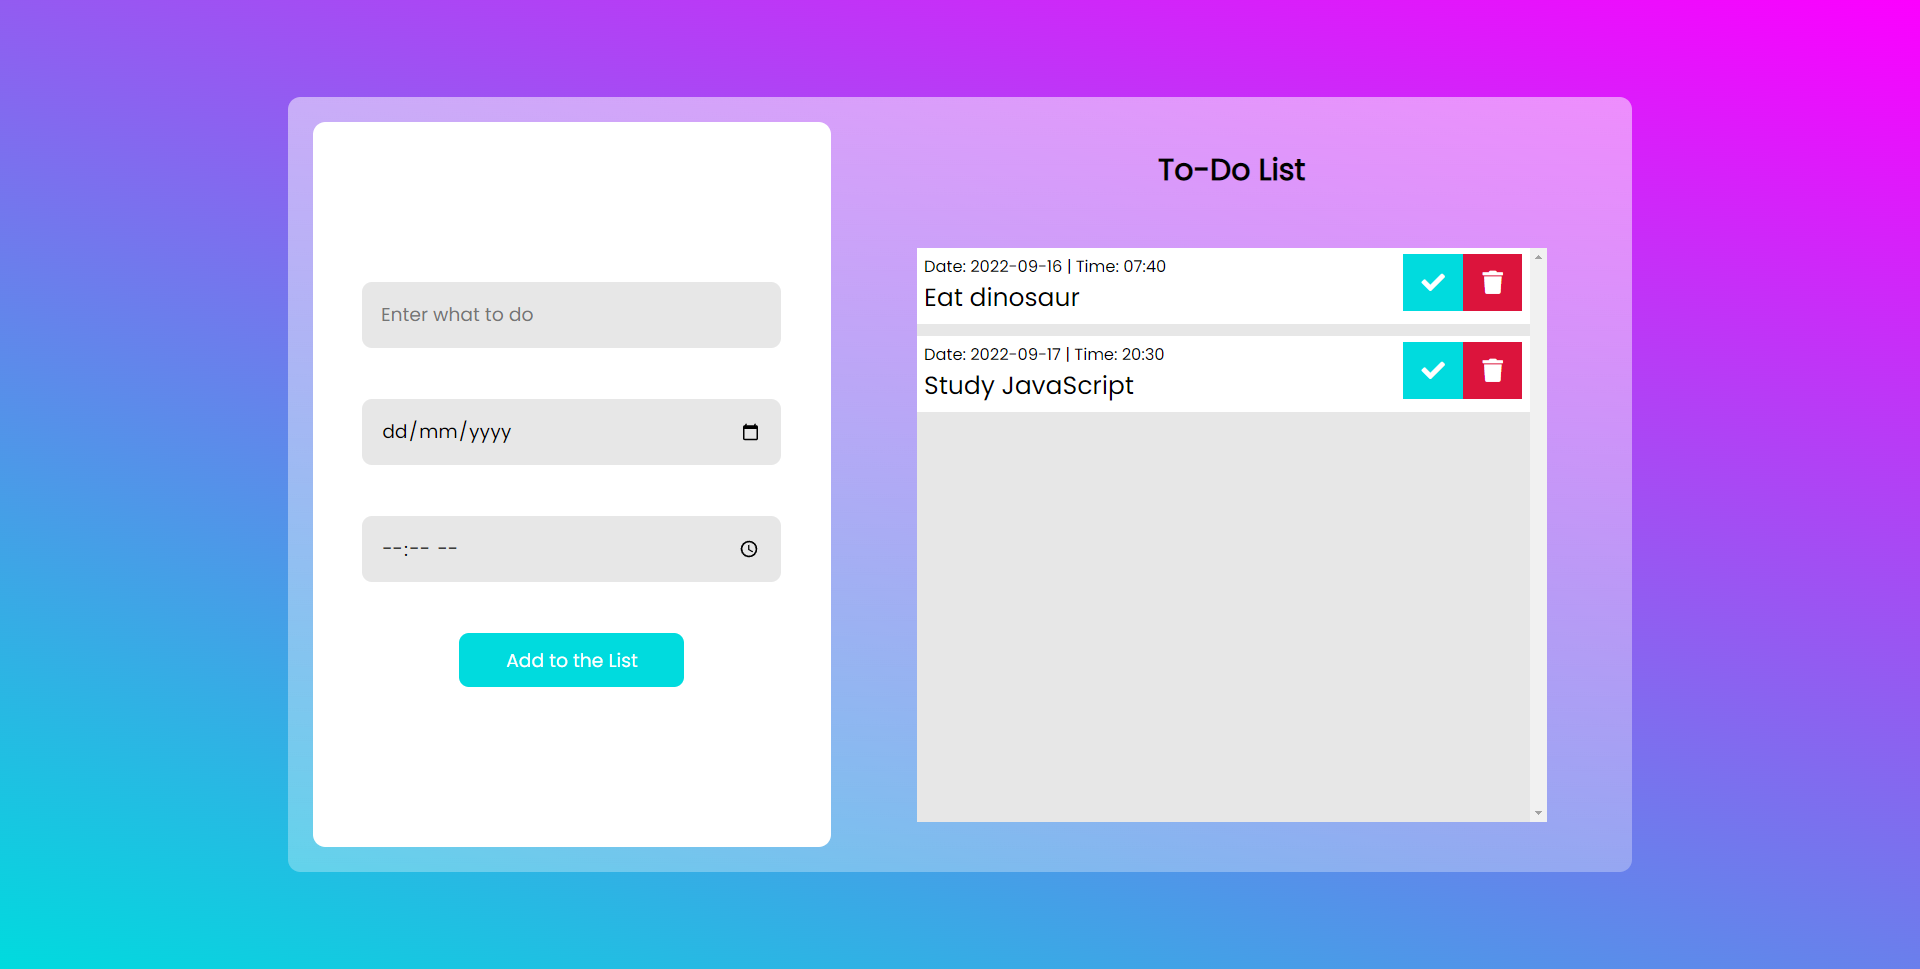 Enter what to do
dd/mm/yyyy
--:-- --
Add to the List
To-Do List
Date: 2022-09-16 | Time: 07:40
Eat dinosaur
Date: 2022-09-17 | Time: 20:30
Study JavaScript